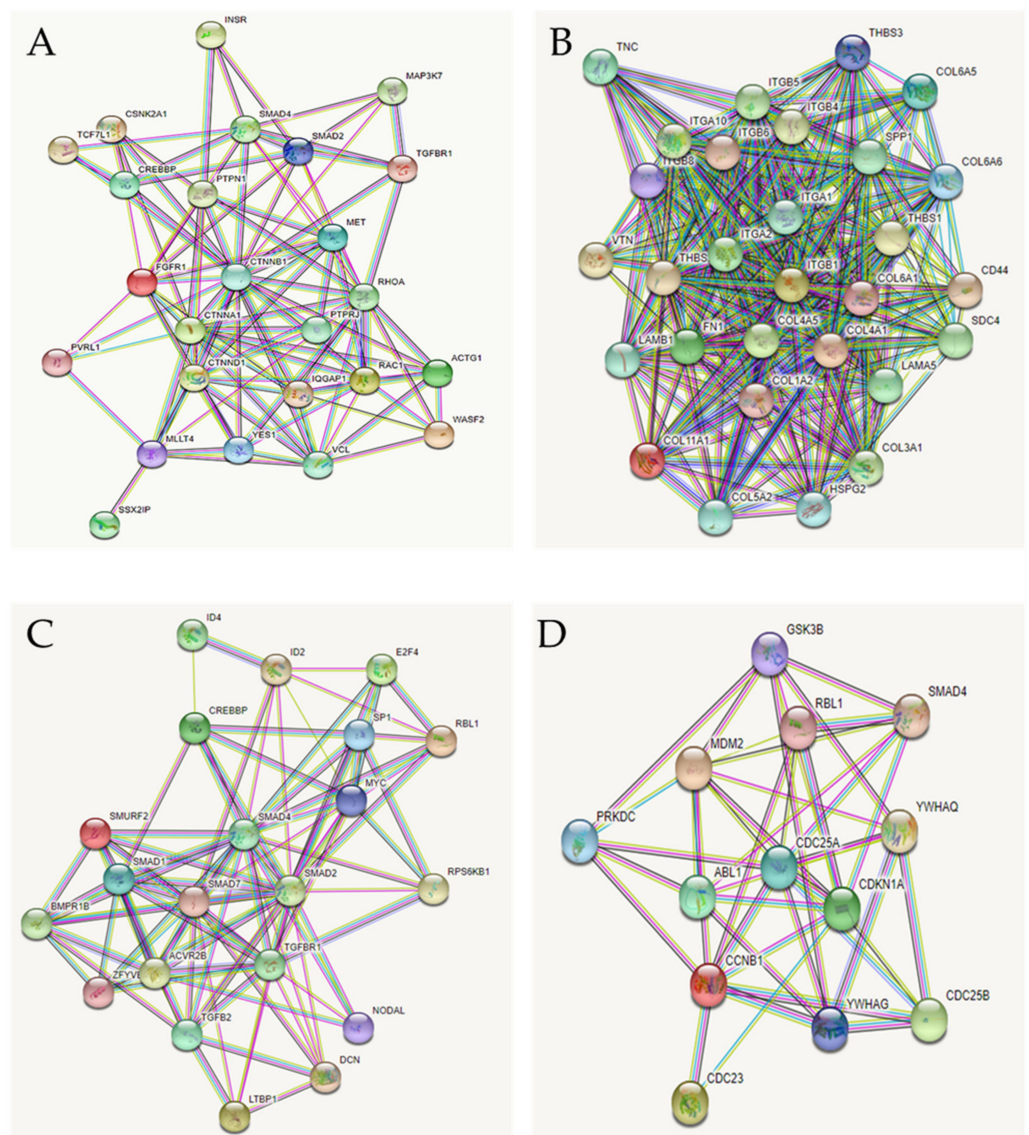 A
INSR
MAP3K7
CSNK2A1
TCF7L1
SMAD4
SMAD2
TGFBR1
CREBBP
PTPN1
MET
FGFR1
CTNNB1
RHOA
CTNNA1
PTPRJ
PVRL1
CTNND1
IQGAP1
RAC1
ACTG1
WASF2
MLLT4
YES1
VCL
SSX2IP
B
TNC
THBS3
ITGB5
COL6A5
ITGA10
ITGB6
ITGB4
SPP1
ITGB8
COL6A6
ITGA1
THBS1
VTN
THBS
ITGA2
ITGB1
COL6A1
CD44
LAMB1
FN1
COL4A5
COL4A1
SDC4
LAMA5
COL1A2
COL11A1
COL3A1
COL5A2
HSPG2
C
ID4
ID2
E2F4
CREBBP
SP1
RBL1
MYC
SMURF2
SMAD4
SMAD1
SMAD7
SMAD2
RPS6KB1
BMPR1B
ZFYVE
ACVR2B
TGFBR1
TGFB2
NODAL
DCN
LTBP1
D
GSK3B
RBL1
SMAD4
MDM2
YWHAQ
PRKDC
CDC25A
ABL1
CDKN1A
CCNB1
YWHAG
CDC25B
CDC23